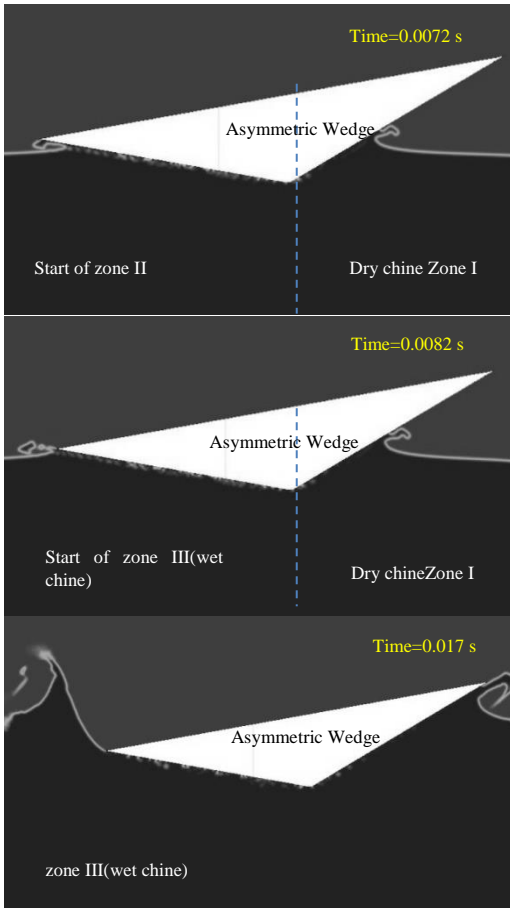 Time=0.0072 s
Asymmetric Wedge
Start of zone II
Dry chine Zone I
Time=0.0082 s
Asymmetric Wedge
Start of zone III(wet
chine)
Dry chineZone I
Time=0.017 s
Asymmetric Wedge
zone III(wet chine)